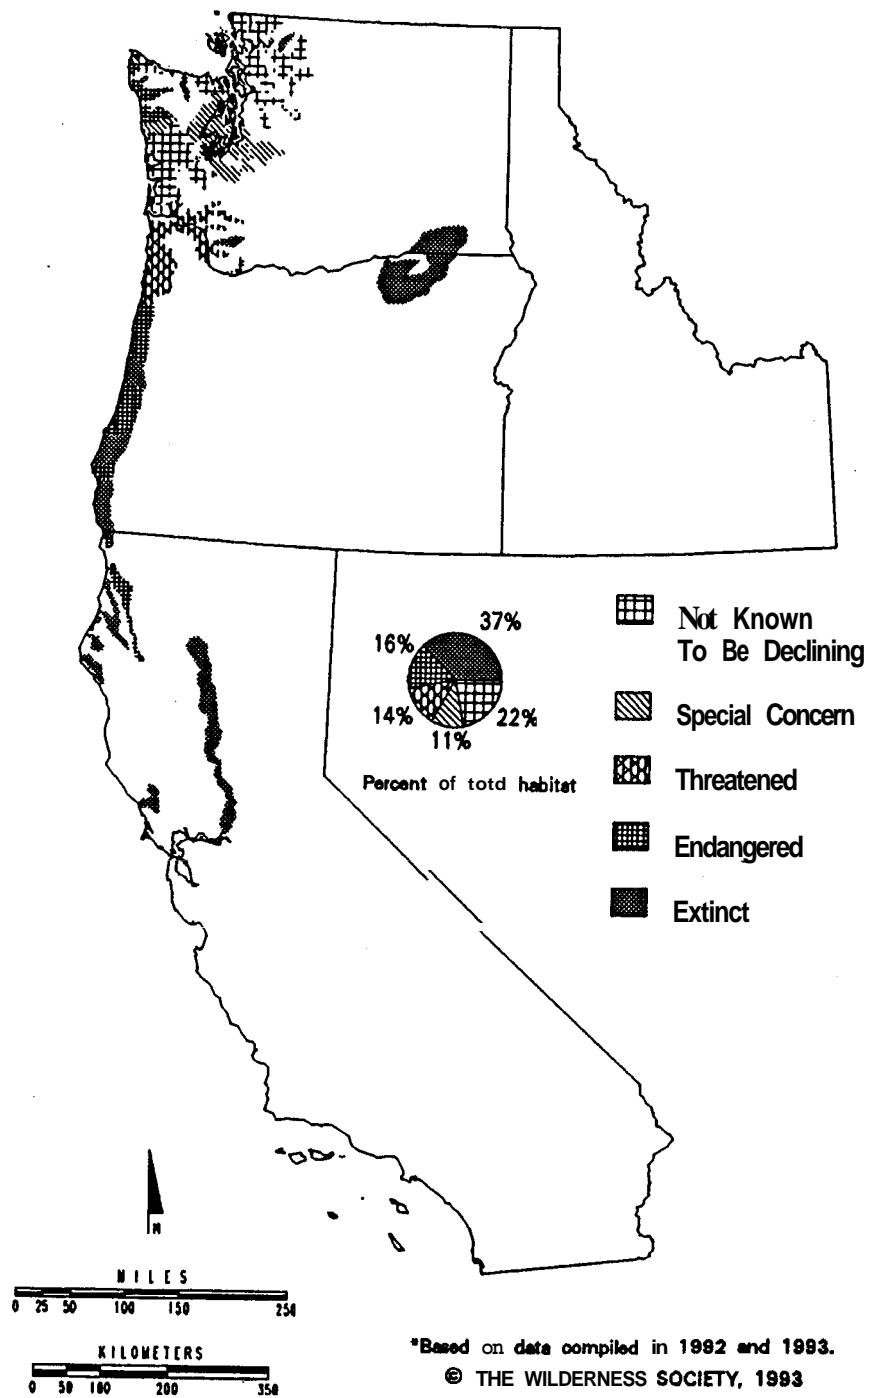 37%
16%
14%
11%
22%
Percent of totd habitat
Not Known
To Be Declining
Special Concern
Threatened
Endangered
Extinct
N
MILES
0 25 50 100 150 250
KILOMETERS
0 50 100 200 350
*Based on data compiled in 1992 and 1993.
© THE WILDERNESS SOCIETY, 1993